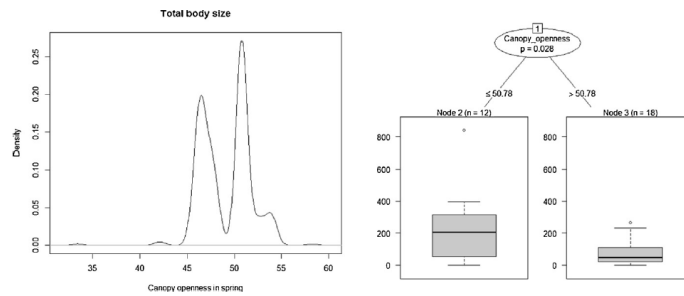 Total body size
Density
0.00
0.05
0.10
0.15
0.20
0.25
35 40 45 50 55 60
Canopy openness in spring
1
Canopy_openness
p = 0.028
≤ 50.78
> 50.78
Node 2 (n = 12)
800
600
400
200
0
Node 3 (n = 18)
800
600
400
200
0